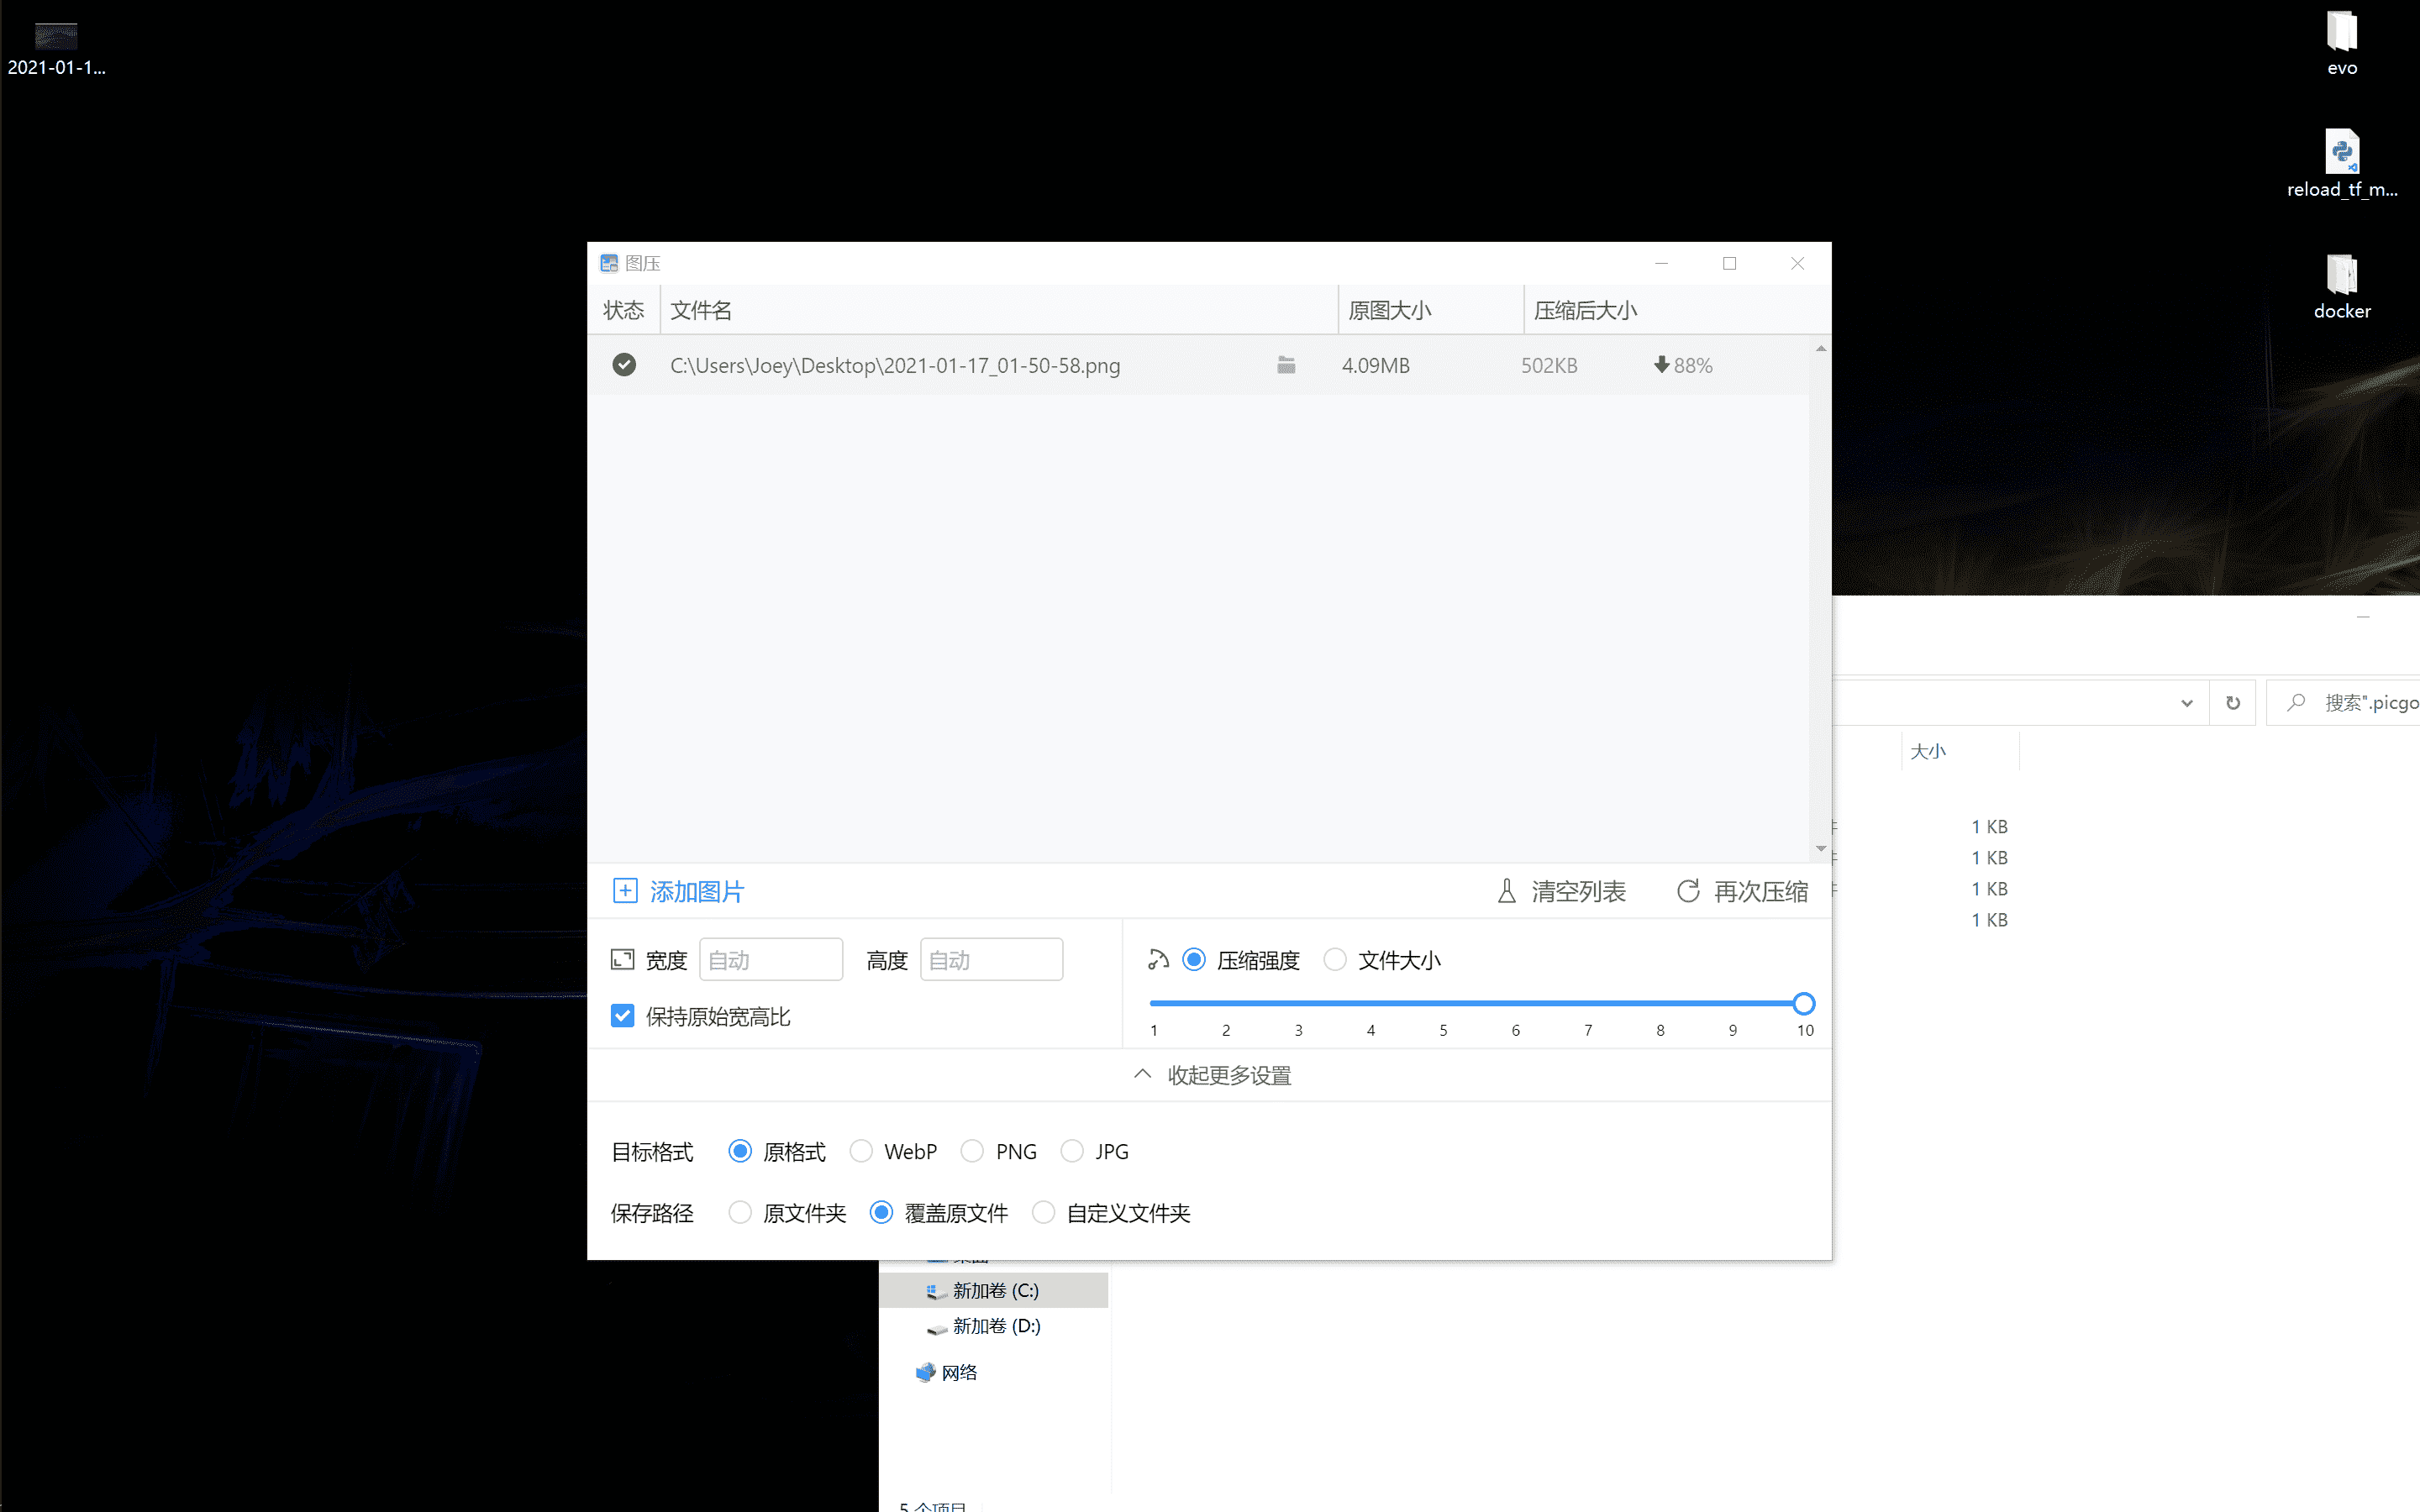 2021-01-1...
evo
reload_tf_m...
docker
图压
状态 文件名 原图大小 压缩后大小
C:\Users\Joey\Desktop\2021-01-17_01-50-58.png 4.09MB 502KB 88%
搜索".picgo
大小
1 KB
1 KB
1 KB
1 KB
添加图片 清空列表 再次压缩
宽度 自动 高度 自动 压缩强度 文件大小
保持原始宽高比
1 2 3 4 5 6 7 8 9 10
收起更多设置
目标格式 原格式 WebP PNG JPG
保存路径 原文件夹 覆盖原文件 自定义文件夹
新加卷 (C:)
新加卷 (D:)
网络
5 个项目